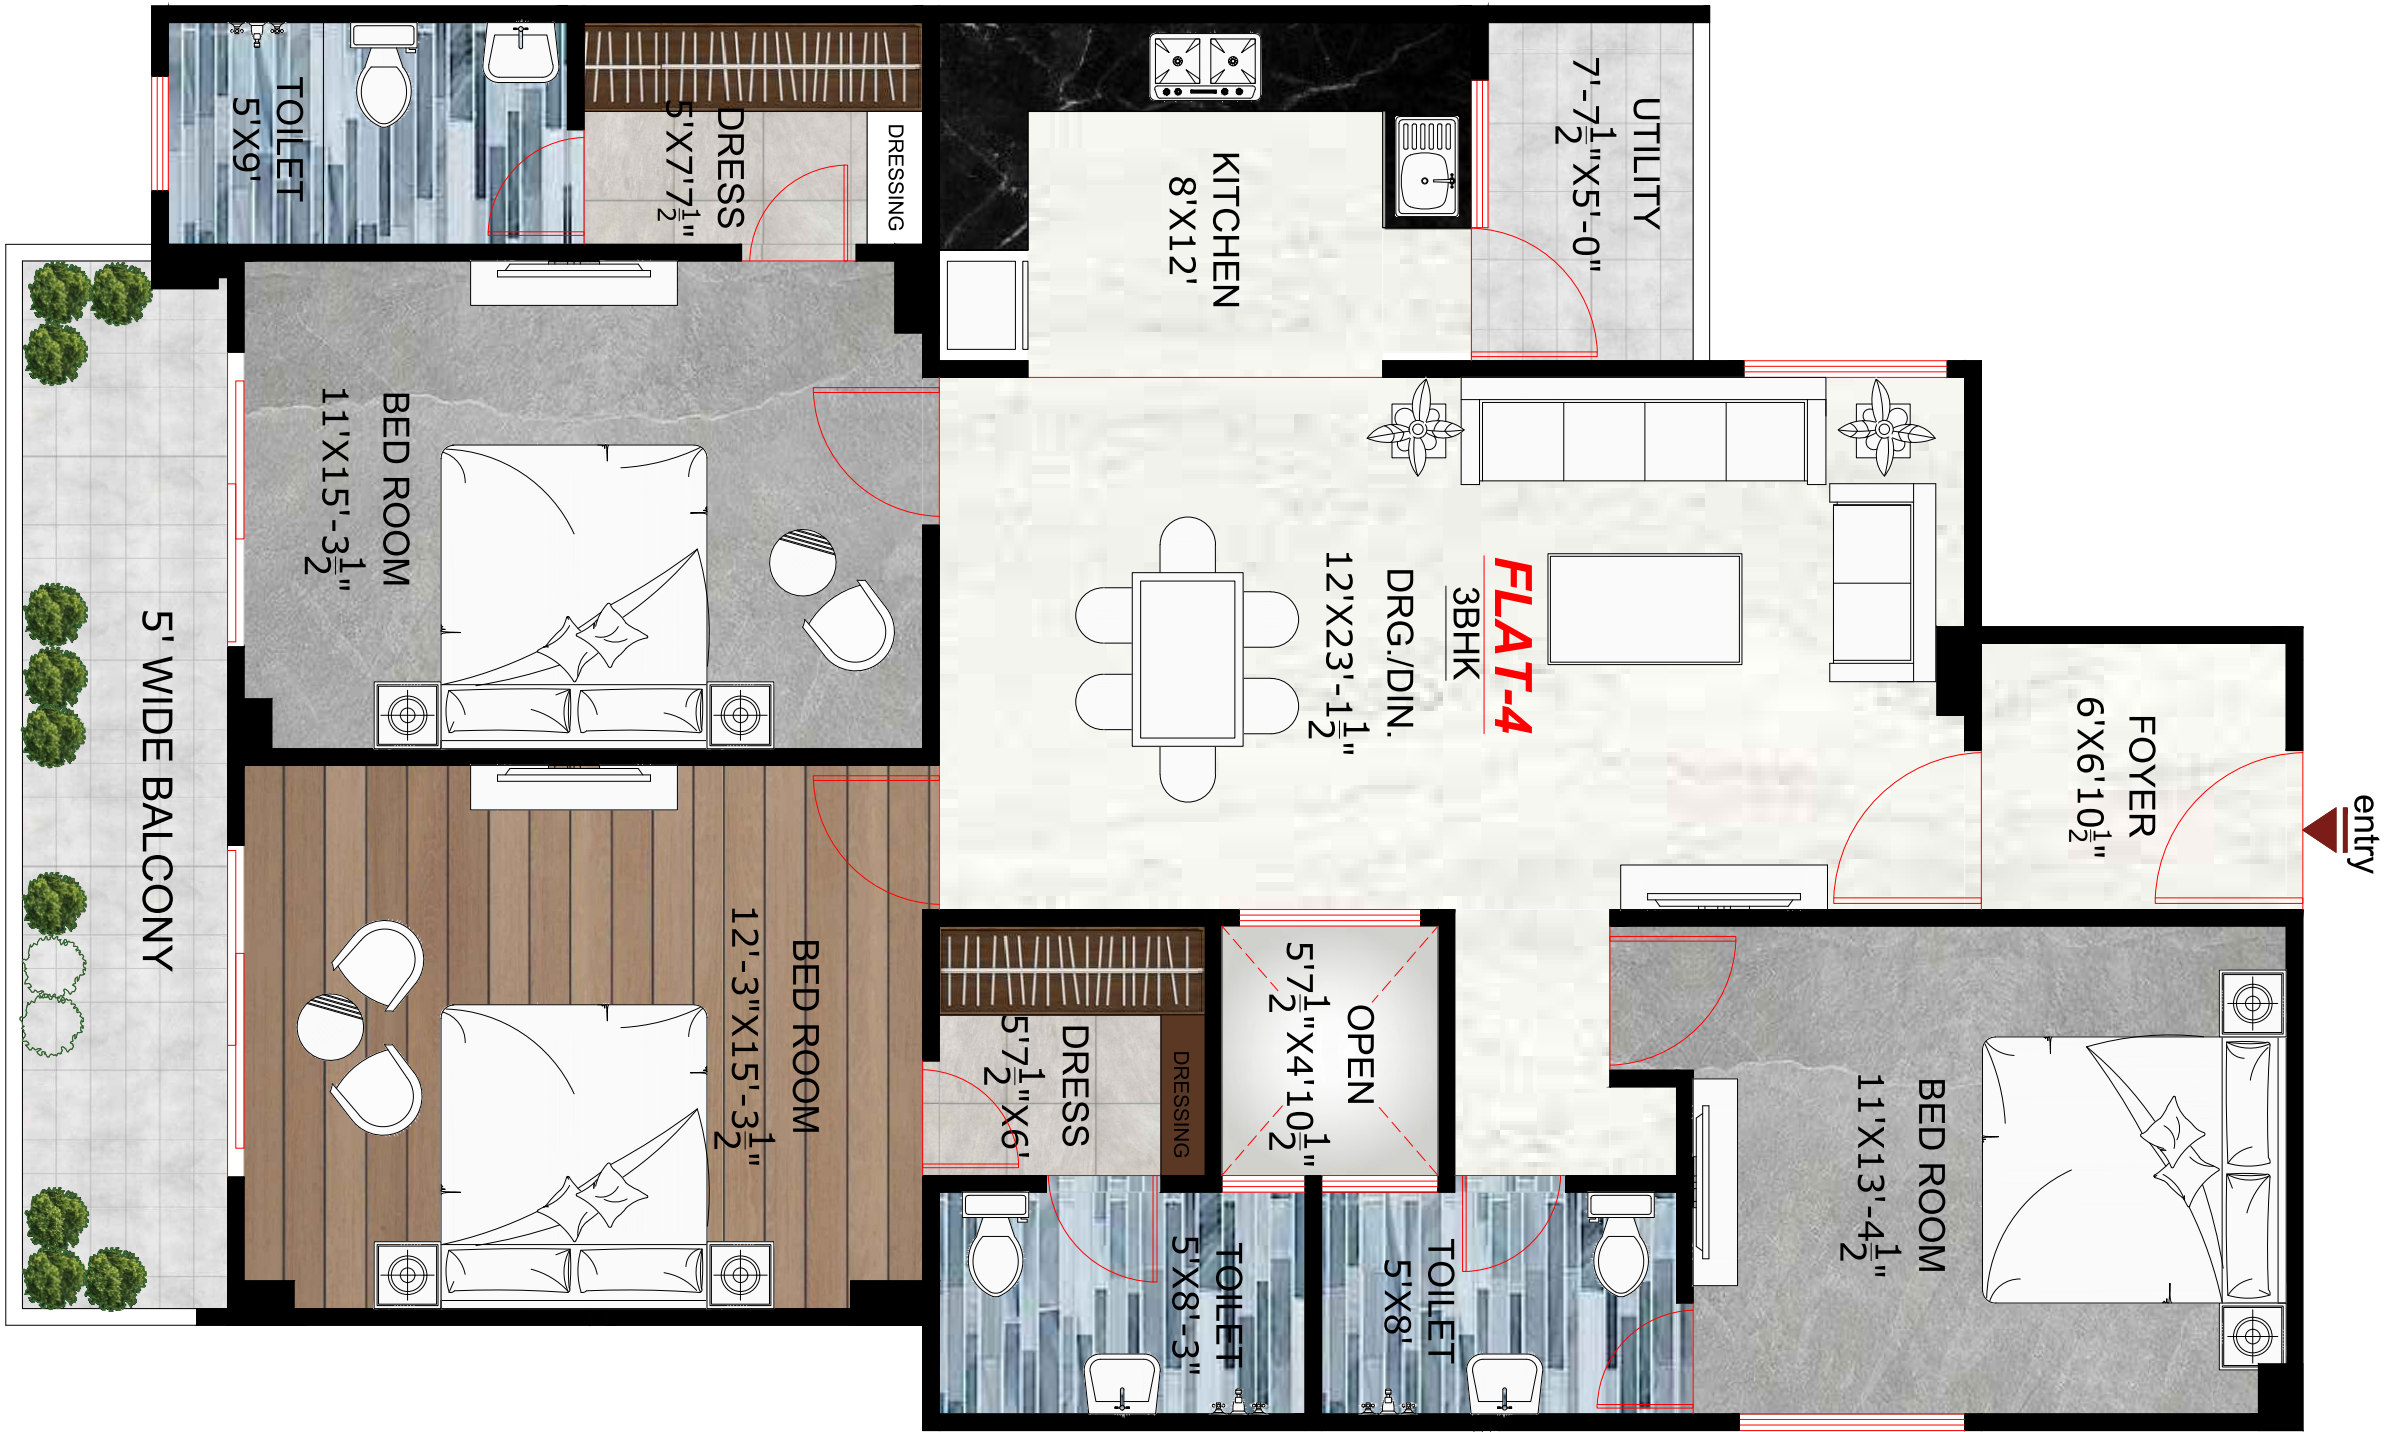 TOILET
5'X9'
DRESS
5'X7'7½"
DRESSING
KITCHEN
8'X12'
UTILITY
7'-7½"X5'-0"
BED ROOM
11'X15'-3½"
5' WIDE BALCONY
FLAT-4
3BHK
DRG./DIN.
12'X23'-1½"
FOYER
6'X6'10½"
entry
BED ROOM
12'-3"X15'-3½"
DRESS
5'7½"X6'
DRESSING
OPEN
5'7½"X4'10½"
BED ROOM
11'X13'-4½"
TOILET
5'X8'-3"
TOILET
5'X8'